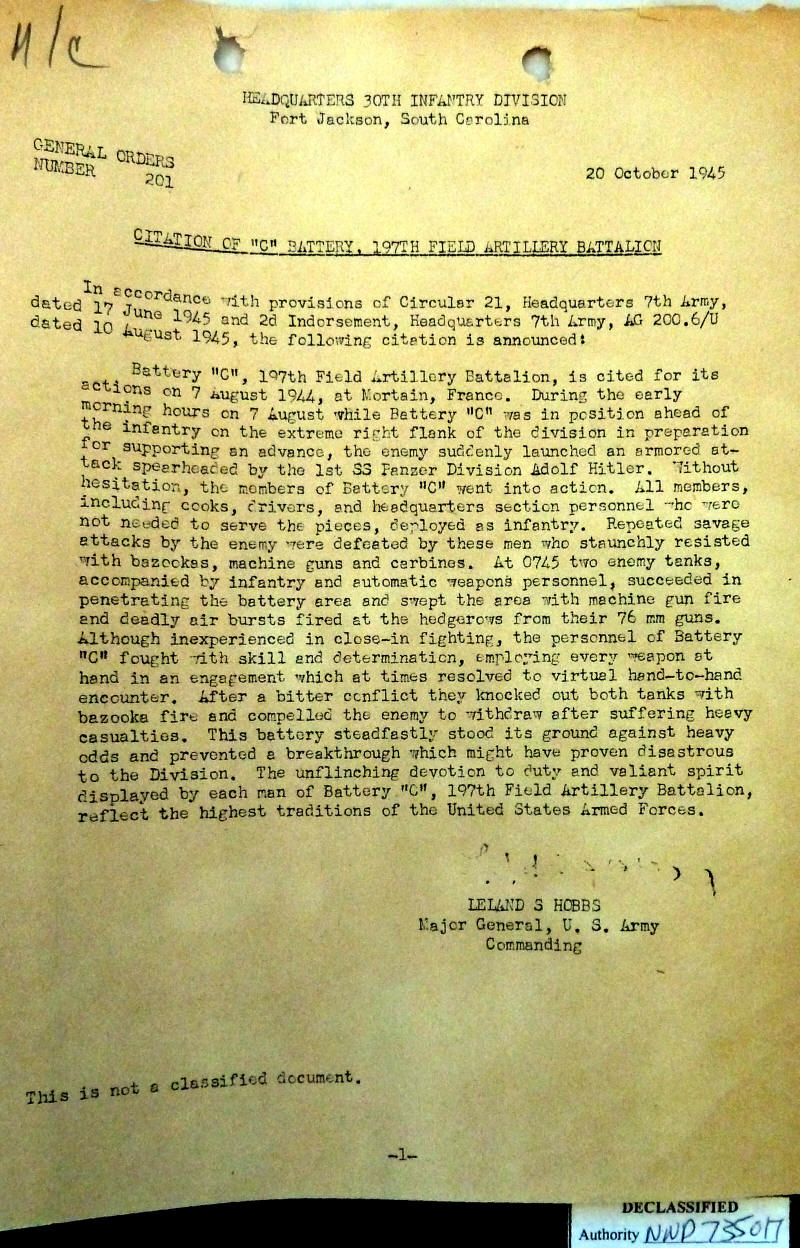 H/C
HEADQUARTERS 30TH INFANTRY DIVISION
Fort Jackson, South Carolina
GENERAL ORDERS
NUMBER 201
20 October 1945
CITATION OF "C" BATTERY, 197TH FIELD ARTILLERY BATTALION
In accordance with provisions of Circular 21, Headquarters 7th Army,
dated 17 June 1945 and 2d Indorsement, Headquarters 7th Army, AG 200.6/U
dated 10 August 1945, the following citation is announced:
Battery "C", 197th Field Artillery Battalion, is cited for its
actions on 7 August 1944, at Mortain, France. During the early
morning hours on 7 August while Battery "C" was in position ahead of
the infantry on the extreme right flank of the division in preparation
for supporting an advance, the enemy suddenly launched an armored at-
tack spearheaded by the 1st SS Panzer Division Adolf Hitler. Without
hesitation, the members of Battery "C" went into action. All members,
including cooks, drivers, and headquarters section personnel who were
not needed to serve the pieces, deployed as infantry. Repeated savage
attacks by the enemy were defeated by these men who staunchly resisted
with bazookas, machine guns and carbines. At 0745 two enemy tanks,
accompanied by infantry and automatic weapons personnel, succeeded in
penetrating the battery area and swept the area with machine gun fire
and deadly air bursts fired at the hedgerows from their 76 mm guns.
Although inexperienced in close-in fighting, the personnel of Battery
"C" fought with skill and determination, employing every weapon at
hand in an engagement which at times resolved to virtual hand-to-hand
encounter. After a bitter conflict they knocked out both tanks with
bazooka fire and compelled the enemy to withdraw after suffering heavy
casualties. This battery steadfastly stood its ground against heavy
odds and prevented a breakthrough which might have proven disastrous
to the Division. The unflinching devotion to duty and valiant spirit
displayed by each man of Battery "C", 197th Field Artillery Battalion,
reflect the highest traditions of the United States Armed Forces.
LELAND S HOBBS
Major General, U. S. Army
Commanding
This is not a classified document.
-1-
DECLASSIFIED
Authority NND 735017